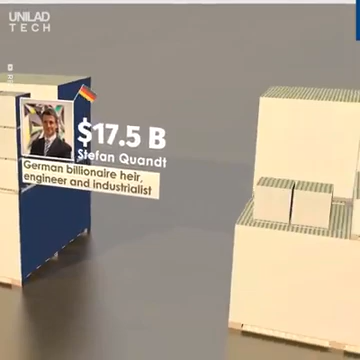 UNILAD
TECH
$17.5 B
Stefan Quandt
German billionaire heir,
engineer and industrialist